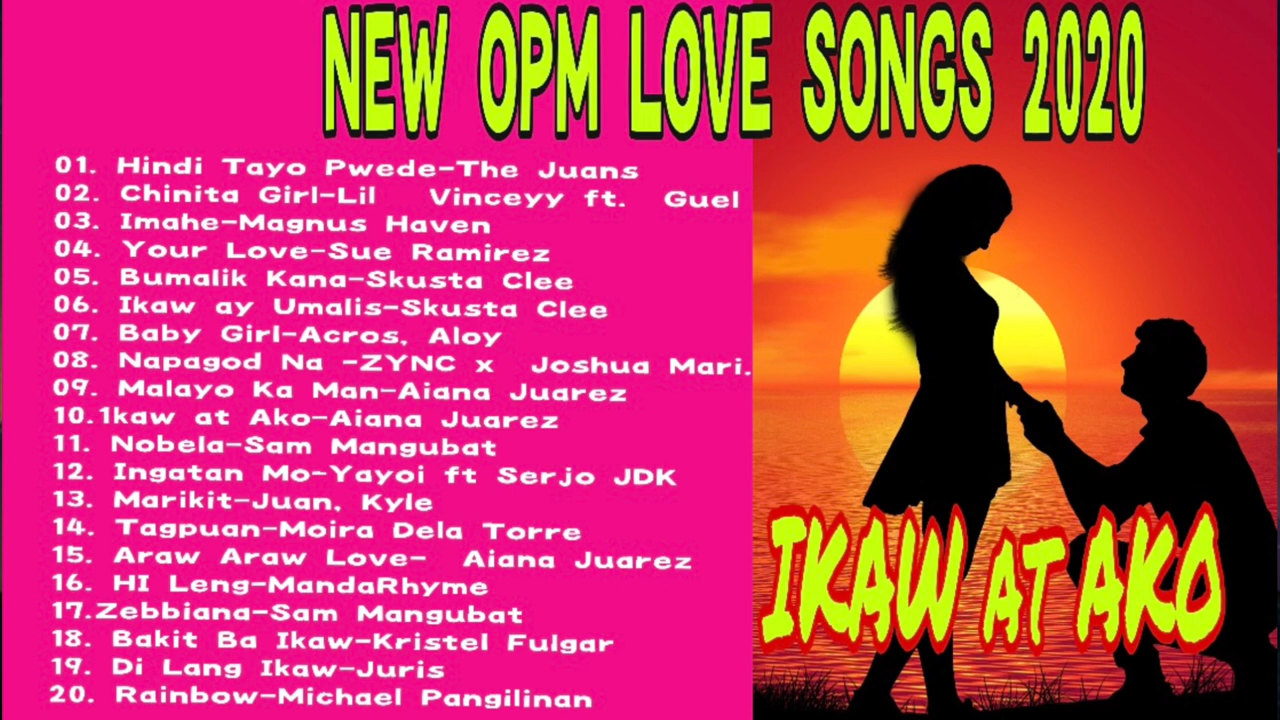 NEW OPM LOVE SONGS 2020
01. Hindi Tayo Pwede-The Juans
02. Chinita Girl-Lil Vinceyy ft. Guel
03. Imahe-Magnus Haven
04. Your Love-Sue Ramirez
05. Bumalik Kana-Skusta Clee
06. Ikaw ay Umalis-Skusta Clee
07. Baby Girl-Acros, Aloy
08. Napagod Na -ZYNC x Joshua Mari.
09. Malayo Ka Man-Aiana Juarez
10.1kaw at Ako-Aiana Juarez
11. Nobela-Sam Mangubat
12. Ingatan Mo-Yayoi ft Serjo JDK
13. Marikit-Juan, Kyle
14. Tagpuan-Moira Dela Torre
15. Araw Araw Love- Aiana Juarez
16. HI Leng-MandaRhyme
17.Zebbiana-Sam Mangubat
18. Bakit Ba Ikaw-Kristel Fulgar
19. Di Lang Ikaw-Juris
20. Rainbow-Michael Pangilinan
IKAW AT AKO